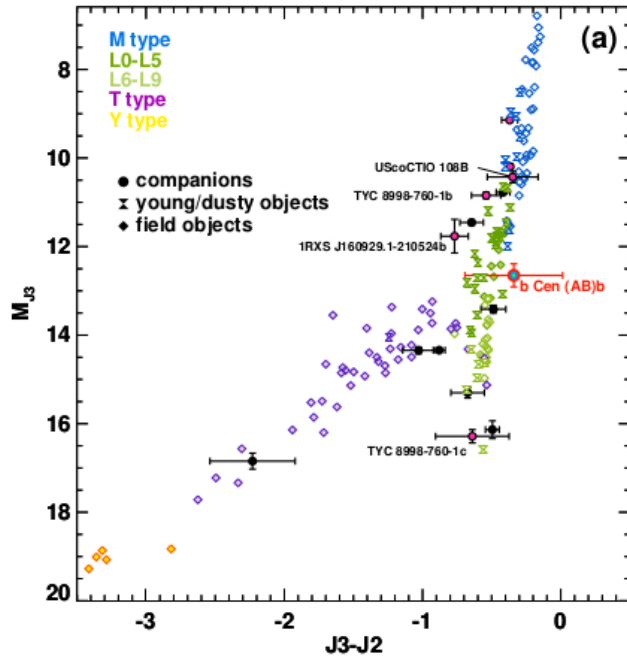 (a)
M type
L0-L5
L6-L9
T type
Y type
companions
young/dusty objects
field objects
UScoCTIO 108B
TYC 8998-760-1b
1RXS J160929.1-210524b
b Cen (AB)b
TYC 8998-760-1c
8
10
12
14
16
18
20
M_J3
-3
-2
-1
0
J3-J2